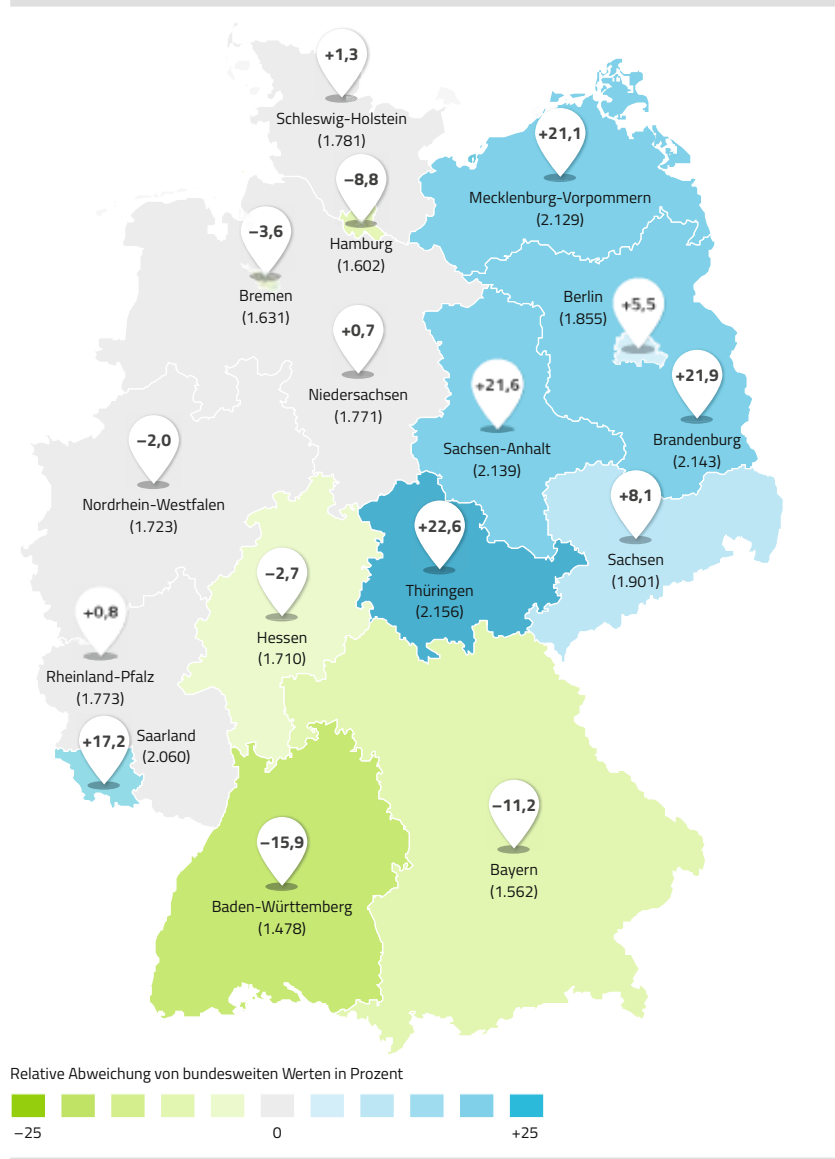 +1,3
Schleswig-Holstein
(1.781)
+21,1
Mecklenburg-Vorpommern
(2.129)
−8,8
Hamburg
(1.602)
−3,6
Bremen
(1.631)
Berlin
(1.855)
+5,5
+0,7
Niedersachsen
(1.771)
+21,6
Sachsen-Anhalt
(2.139)
+21,9
Brandenburg
(2.143)
−2,0
Nordrhein-Westfalen
(1.723)
+8,1
Sachsen
(1.901)
+22,6
Thüringen
(2.156)
−2,7
Hessen
(1.710)
+0,8
Rheinland-Pfalz
(1.773)
+17,2
Saarland
(2.060)
−11,2
Bayern
(1.562)
−15,9
Baden-Württemberg
(1.478)
Relative Abweichung von bundesweiten Werten in Prozent
−25 0 +25